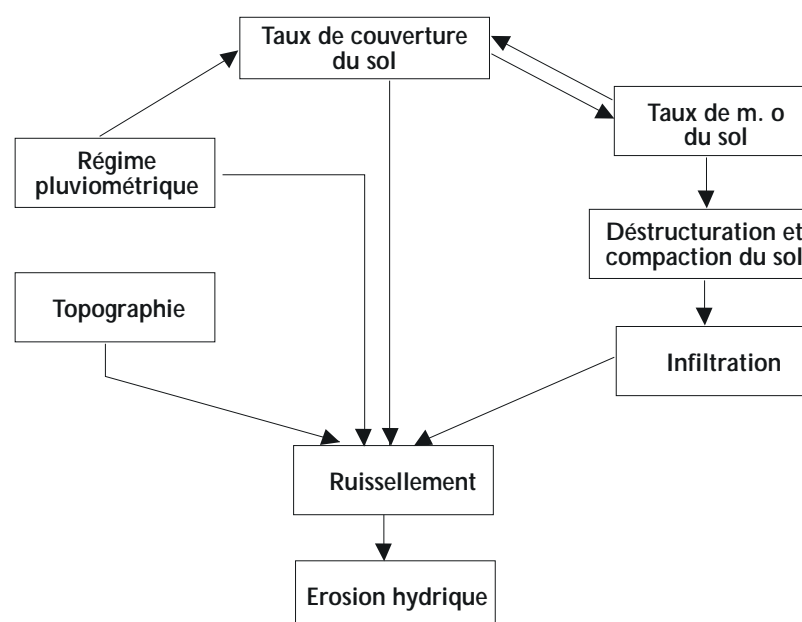 Taux de couverture
du sol
Taux de m. o
du sol
Régime
pluviométrique
Déstructuration et
compaction du sol
Topographie
Infiltration
Ruissellement
Erosion hydrique